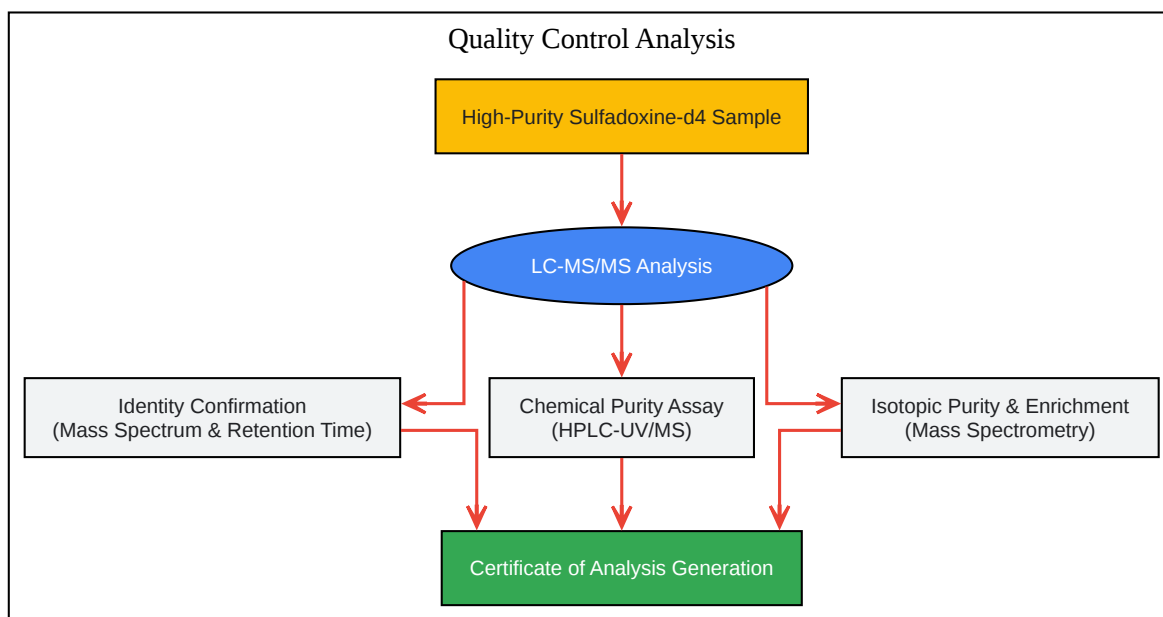 Quality Control Analysis
High-Purity Sulfadoxine-d4 Sample
LC-MS/MS Analysis
Identity Confirmation
(Mass Spectrum & Retention Time)
Chemical Purity Assay
(HPLC-UV/MS)
Isotopic Purity & Enrichment
(Mass Spectrometry)
Certificate of Analysis Generation